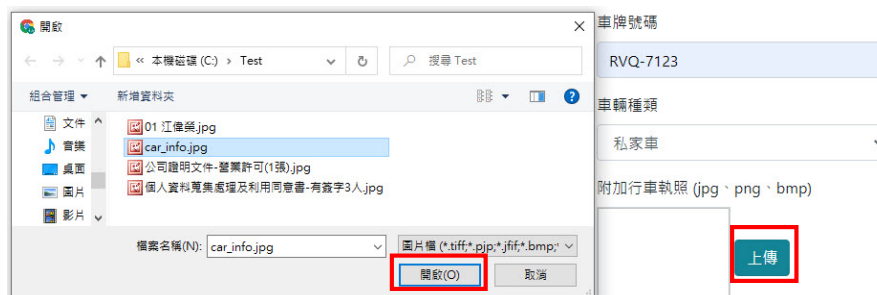 開啟
車牌號碼
« 本機磁碟 (C:) › Test
搜尋 Test
RVQ-7123
組合管理
新增資料夾
車輛種類
文件
音樂
桌面
圖片
影片
01 江偉榮.jpg
car_info.jpg
公司證明文件-營業許可(1張).jpg
個人資料蒐集處理及利用同意書-有簽字3人.jpg
私家車
附加行車執照 (jpg、png、bmp)
檔案名稱(N):
car_info.jpg
圖片檔 (*.tiff;*.pjp;*.jfif;*.bmp;
開啟(O)
取消
上傳